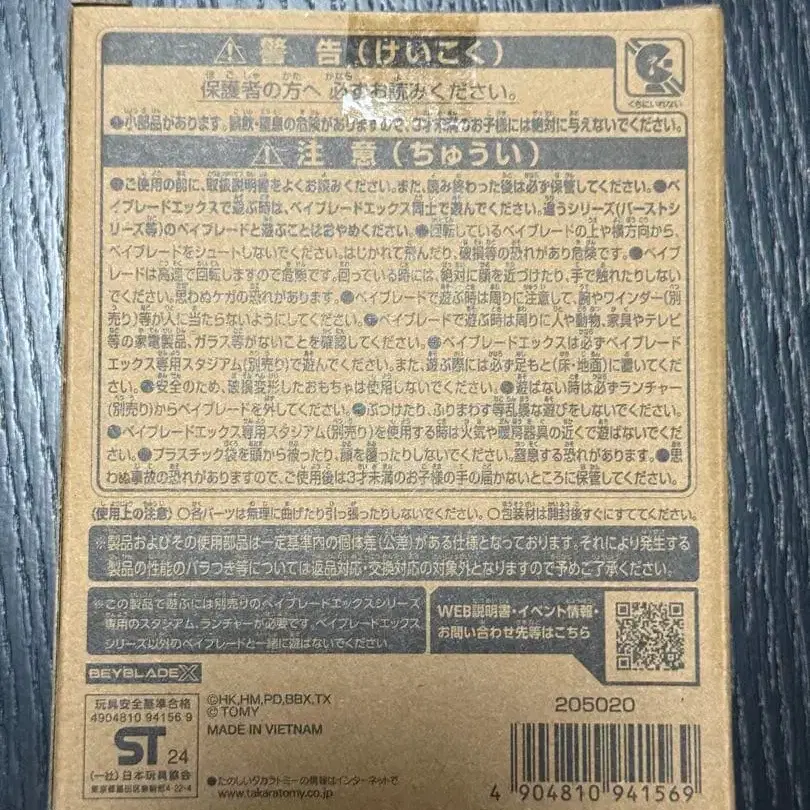 ⚠ 警 告 (けいこく)
保護者の方へ 必ずお読みください。
くちにいれない
●小部品があります。誤飲・窒息の危険がありますので、3才未満のお子様には絶対に与えないでください。
⚠ 注 意 (ちゅうい)
●ご使用の前に、取扱説明書をよくお読みください。また、読み終わった後は必ず保管してください。●ベ
イブレードエックスで遊ぶ時は、ベイブレードエックス同士で遊んでください。違うシリーズ(バーストシ
リーズ等)のベイブレードと遊ぶことはおやめください。●回転しているベイブレードの上や横方向から、
ベイブレードをシュートしないでください。はじかれて飛んだり、破損等の恐れがあり危険です。●ベイブ
レードは高速で回転しますので危険です。回っている時には、絶対に顔を近づけたり、手で触れたりしない
でください。思わぬケガの恐れがあります。●ベイブレードで遊ぶ時は周りに注意して、腕やワインダー(別
売り)等が人に当たらないようにしてください。●ベイブレードで遊ぶ時は周りに人や動物、家具やテレビ
等の家電製品、ガラス等がないことを確認してください。●ベイブレードエックスは必ずベイブレード
エックス専用スタジアム(別売り)で遊んでください。また、遊ぶ際には必ず足もと(床・地面)に置いてくだ
さい。●安全のため、破損変形したおもちゃは使用しないでください。●遊ばない時は必ずランチャー
(別売り)からベイブレードを外してください。●ぶつけたり、ふりまわす等乱暴な遊びをしないでください。
●ベイブレードエックス専用スタジアム(別売り)を使用する時は火気や暖房器具の近くで遊ばないでくだ
さい。●プラスチック袋を頭から被ったり、顔を覆ったりしないでください。窒息する恐れがあります。●思
わぬ事故の恐れがありますので、ご使用後は3才未満のお子様の手の届かないところに保管してください。
〈使用上の注意〉 ○各パーツは無理に曲げたり引っ張ったりしないでください。○包装材は開封後すぐにすててください。
※製品およびその使用部品は一定基準内の個体差(公差)がある仕様となっております。それにより発生する
製品の性能のバラつき等については返品対応・交換対応の対象外となりますので予めご了承ください。
※この製品で遊ぶには別売りのベイブレードエックスシリーズ
専用のスタジアム、ランチャーが必要です。ベイブレードエックス
シリーズ以外のベイブレードと一緒に遊ばないでください。
WEB説明書・イベント情報・
お問い合わせ先等はこちら
BEYBLADE X
玩具安全基準合格
4904810 94156 9
ST 24
(一社)日本玩具協会
東京都墨田区東駒形4-22-4
©HK,HM,PD,BBX,TX
©TOMY
MADE IN VIETNAM
●たのしいタカラトミーの情報はインターネットで
www.takaratomy.co.jp
205020
4 904810 941569